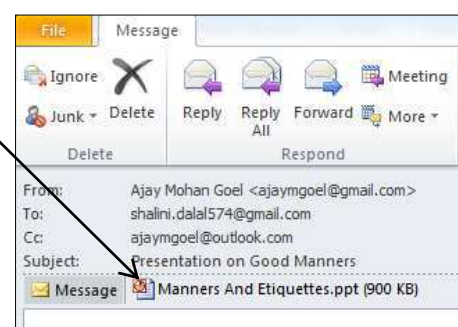 File Message
Ignore
Junk Delete Reply Reply All Forward Meeting
More
Delete Respond
From: Ajay Mohan Goel <ajaymgoel@gmail.com>
To: shalini.dalal574@gmail.com
Cc: ajaymgoel@outlook.com
Subject: Presentation on Good Manners
Message Manners And Etiquettes.ppt (900 KB)